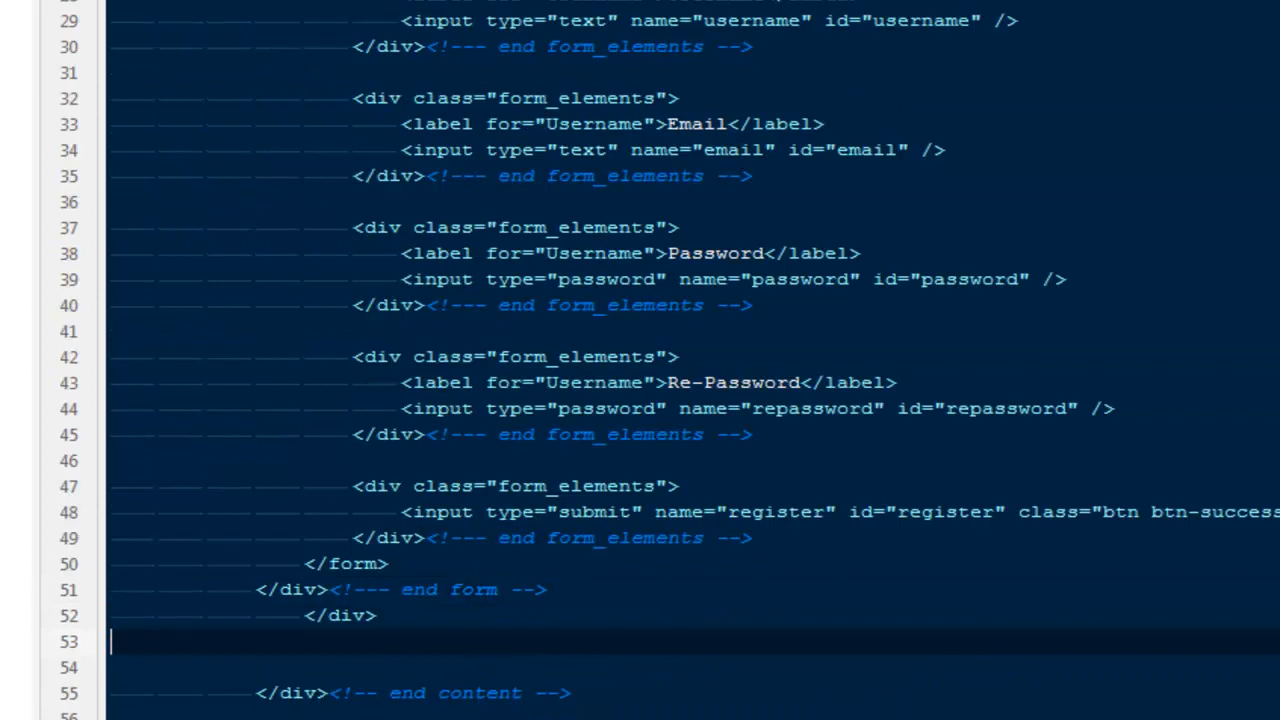 29 <input type="text" name="username" id="username" />
30 </div><!--- end form_elements -->
31
32 <div class="form_elements">
33 <label for="Username">Email</label>
34 <input type="text" name="email" id="email" />
35 </div><!--- end form_elements -->
36
37 <div class="form_elements">
38 <label for="Username">Password</label>
39 <input type="password" name="password" id="password" />
40 </div><!--- end form_elements -->
41
42 <div class="form_elements">
43 <label for="Username">Re-Password</label>
44 <input type="password" name="repassword" id="repassword" />
45 </div><!--- end form_elements -->
46
47 <div class="form_elements">
48 <input type="submit" name="register" id="register" class="btn btn-success
49 </div><!--- end form_elements -->
50 </form>
51 </div><!--- end form -->
52 </div>
53
54
55 </div><!-- end content -->
56